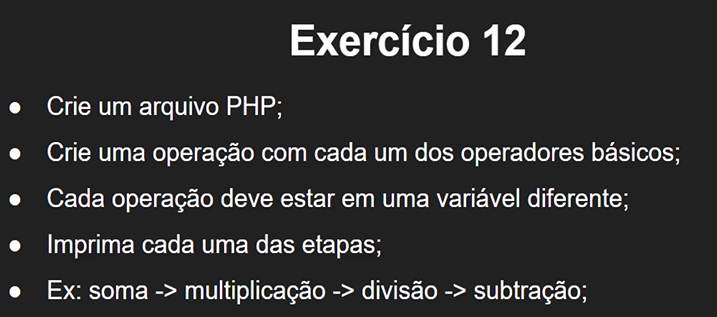 Exercício 12
● Crie um arquivo PHP;
● Crie uma operação com cada um dos operadores básicos;
● Cada operação deve estar em uma variável diferente;
● Imprima cada uma das etapas;
● Ex: soma -> multiplicação -> divisão -> subtração;